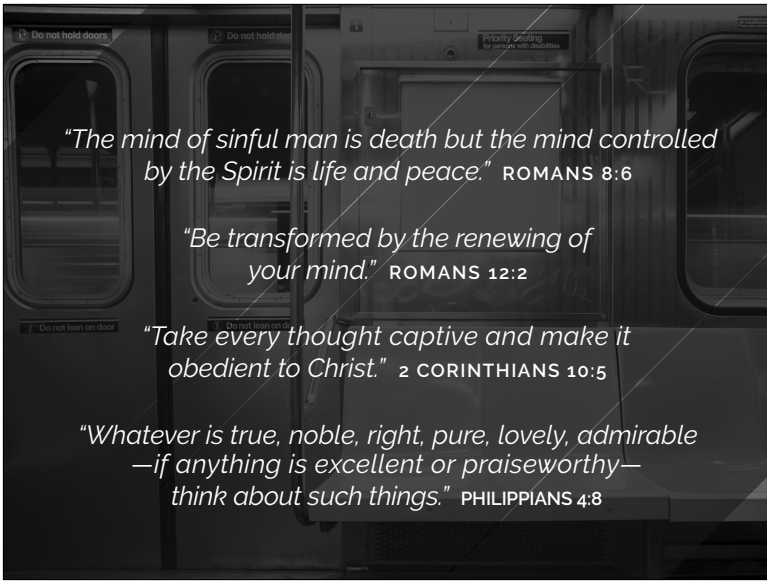 Do not hold doors
Do not hold doo
Priority Seating
for persons with disabilities
“The mind of sinful man is death but the mind controlled
by the Spirit is life and peace.” ROMANS 8:6
“Be transformed by the renewing of
your mind.” ROMANS 12:2
Do not lean on door
Do not lean on do
“Take every thought captive and make it
obedient to Christ.” 2 CORINTHIANS 10:5
“Whatever is true, noble, right, pure, lovely, admirable
—if anything is excellent or praiseworthy—
think about such things.” PHILIPPIANS 4:8